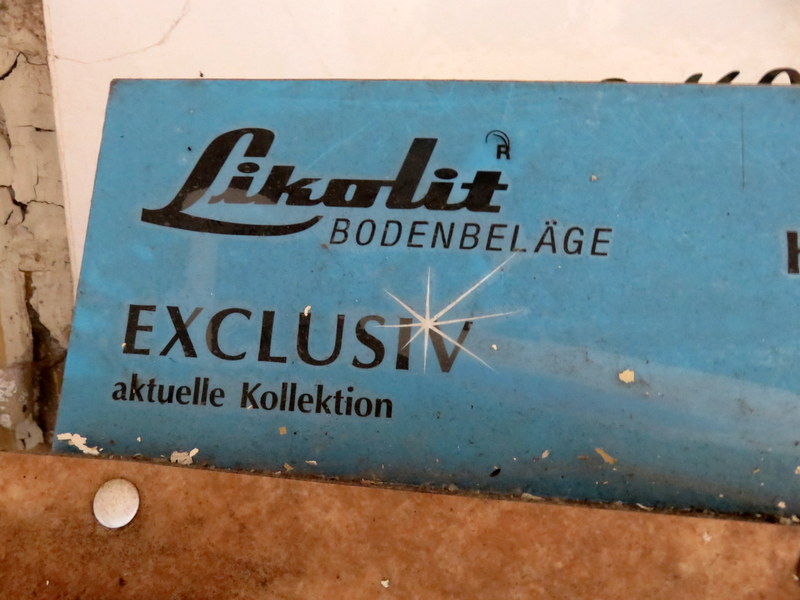 Likolit R
BODENBELÄGE
EXCLUSIV
aktuelle Kollektion